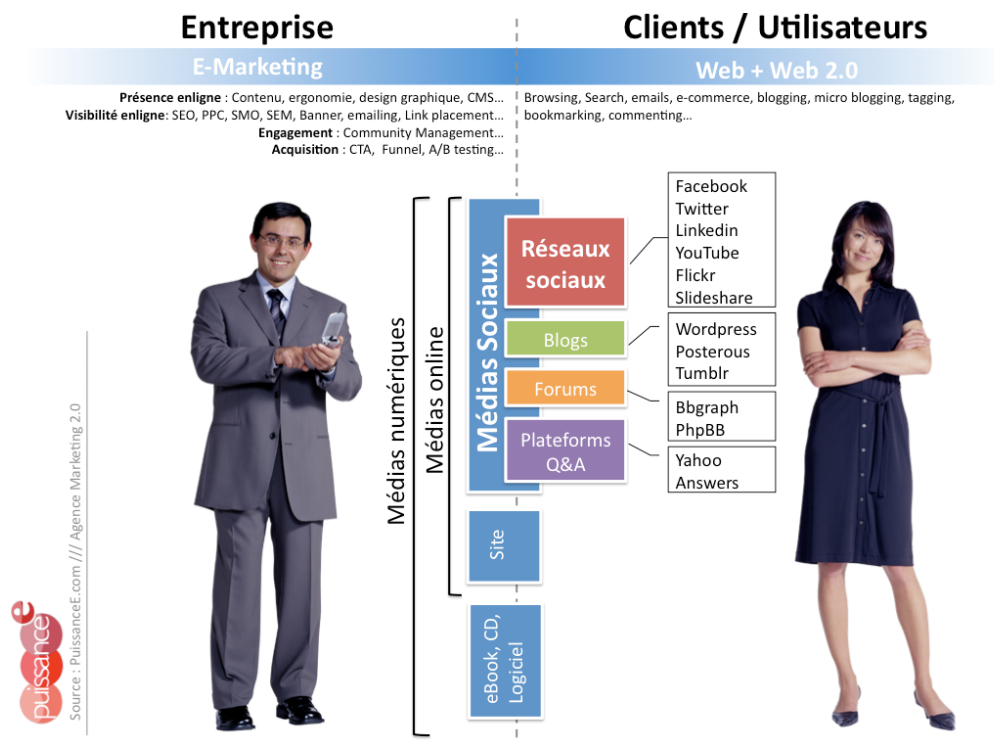 Entreprise
Clients / Utilisateurs
E-Marketing
Web + Web 2.0
Présence enligne : Contenu, ergonomie, design graphique, CMS...
Visibilité enligne: SEO, PPC, SMO, SEM, Banner, emailing, Link placement...
Engagement : Community Management...
Acquisition : CTA, Funnel, A/B testing...
Browsing, Search, emails, e-commerce, blogging, micro blogging, tagging,
bookmarking, commenting...
Médias numériques
Médias online
Médias Sociaux
Réseaux
sociaux
Facebook
Twitter
Linkedin
YouTube
Flickr
Slideshare
Blogs
Wordpress
Posterous
Tumblr
Forums
Bbgraph
PhpBB
Plateforms
Q&A
Yahoo
Answers
Site
eBook, CD,
Logiciel
puissance e
Source : PuissanceE.com /// Agence Marketing 2.0